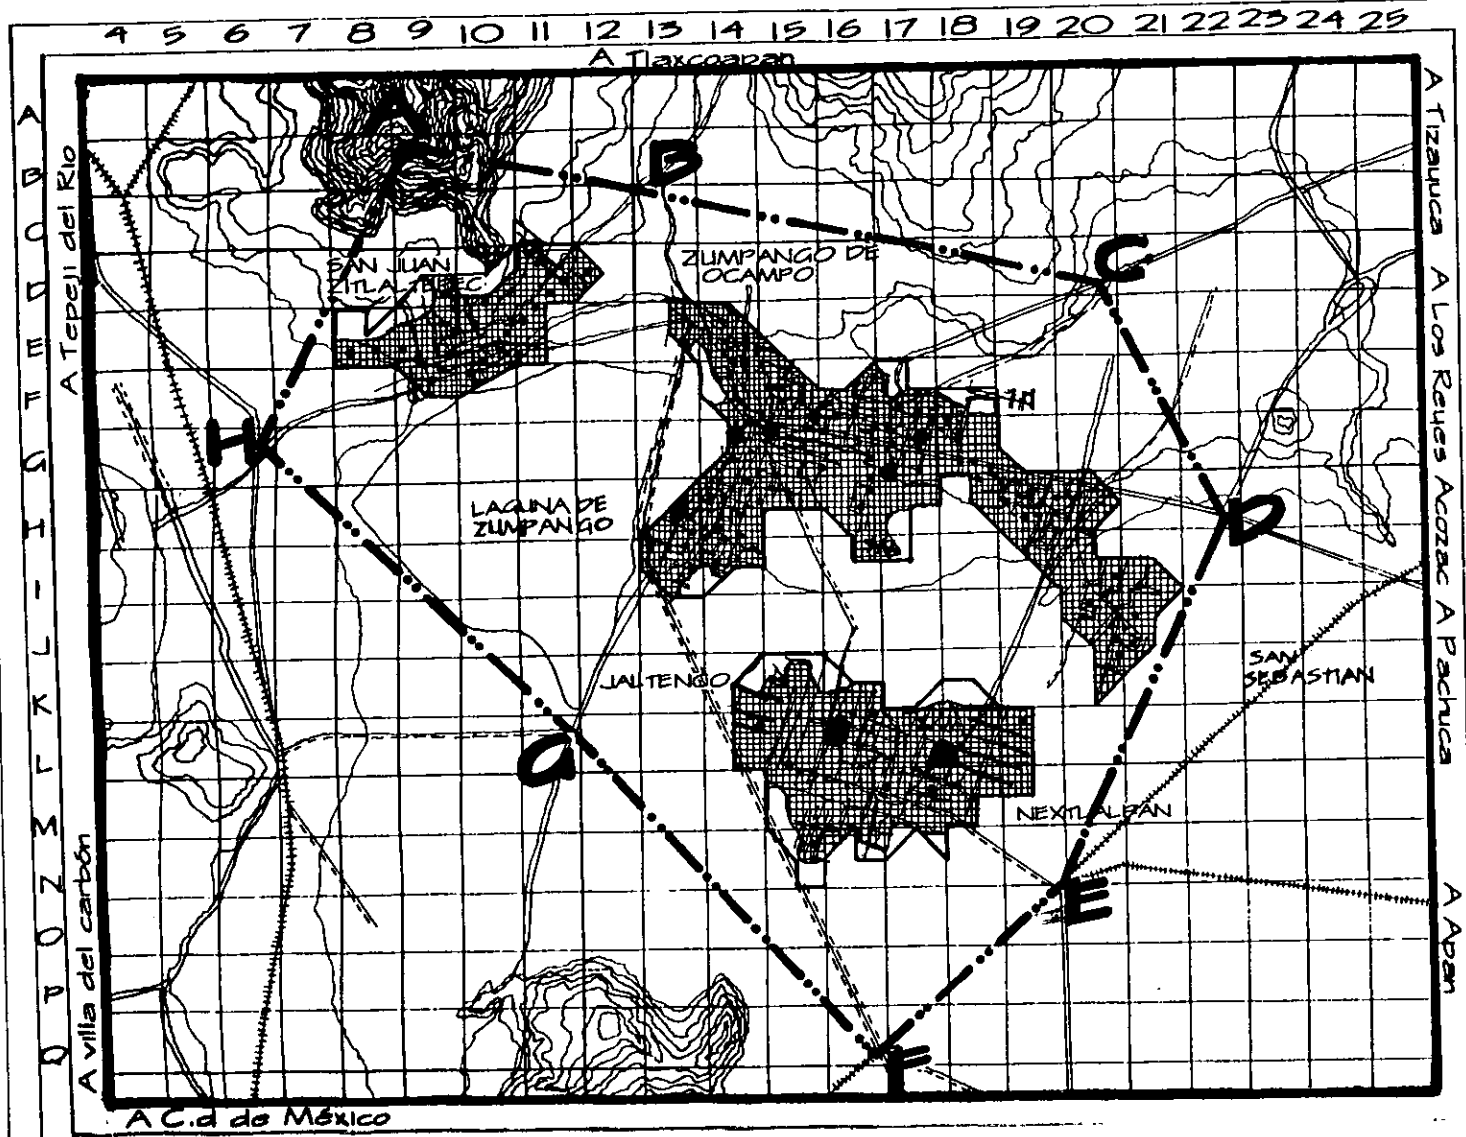 4 5 6 7 8 9 10 11 12 13 14 15 16 17 18 19 20 21 22 23 24 25
A Tlaxcoapan
A
B
C
D
E
F
G
H
I
J
K
L
M
N
O
P
Q
A Tepeji del Rio
A villa del carbón
A Tizayuca A Los Reyes Acozac A Pachuca
A Apan
A
B
C
D
E
F
G
H
SAN JUAN
ZITLALTEPEC
ZUMPANGO DE
OCAMPO
LAGUNA DE
ZUMPANGO
JALTENCO
SAN
SEBASTIAN
NEXTLALPAN
A C.d de México